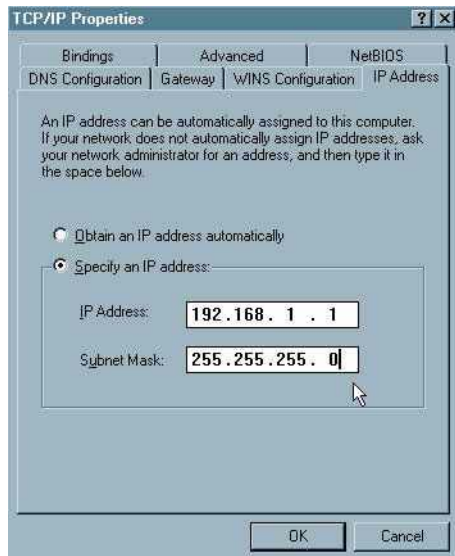 TCP/IP Properties
Bindings Advanced NetBIOS
DNS Configuration Gateway WINS Configuration IP Address
An IP address can be automatically assigned to this computer.
If your network does not automatically assign IP addresses, ask
your network administrator for an address, and then type it in
the space below.
Obtain an IP address automatically
Specify an IP address:
IP Address: 192.168. 1 . 1
Subnet Mask: 255.255.255. 0
OK Cancel